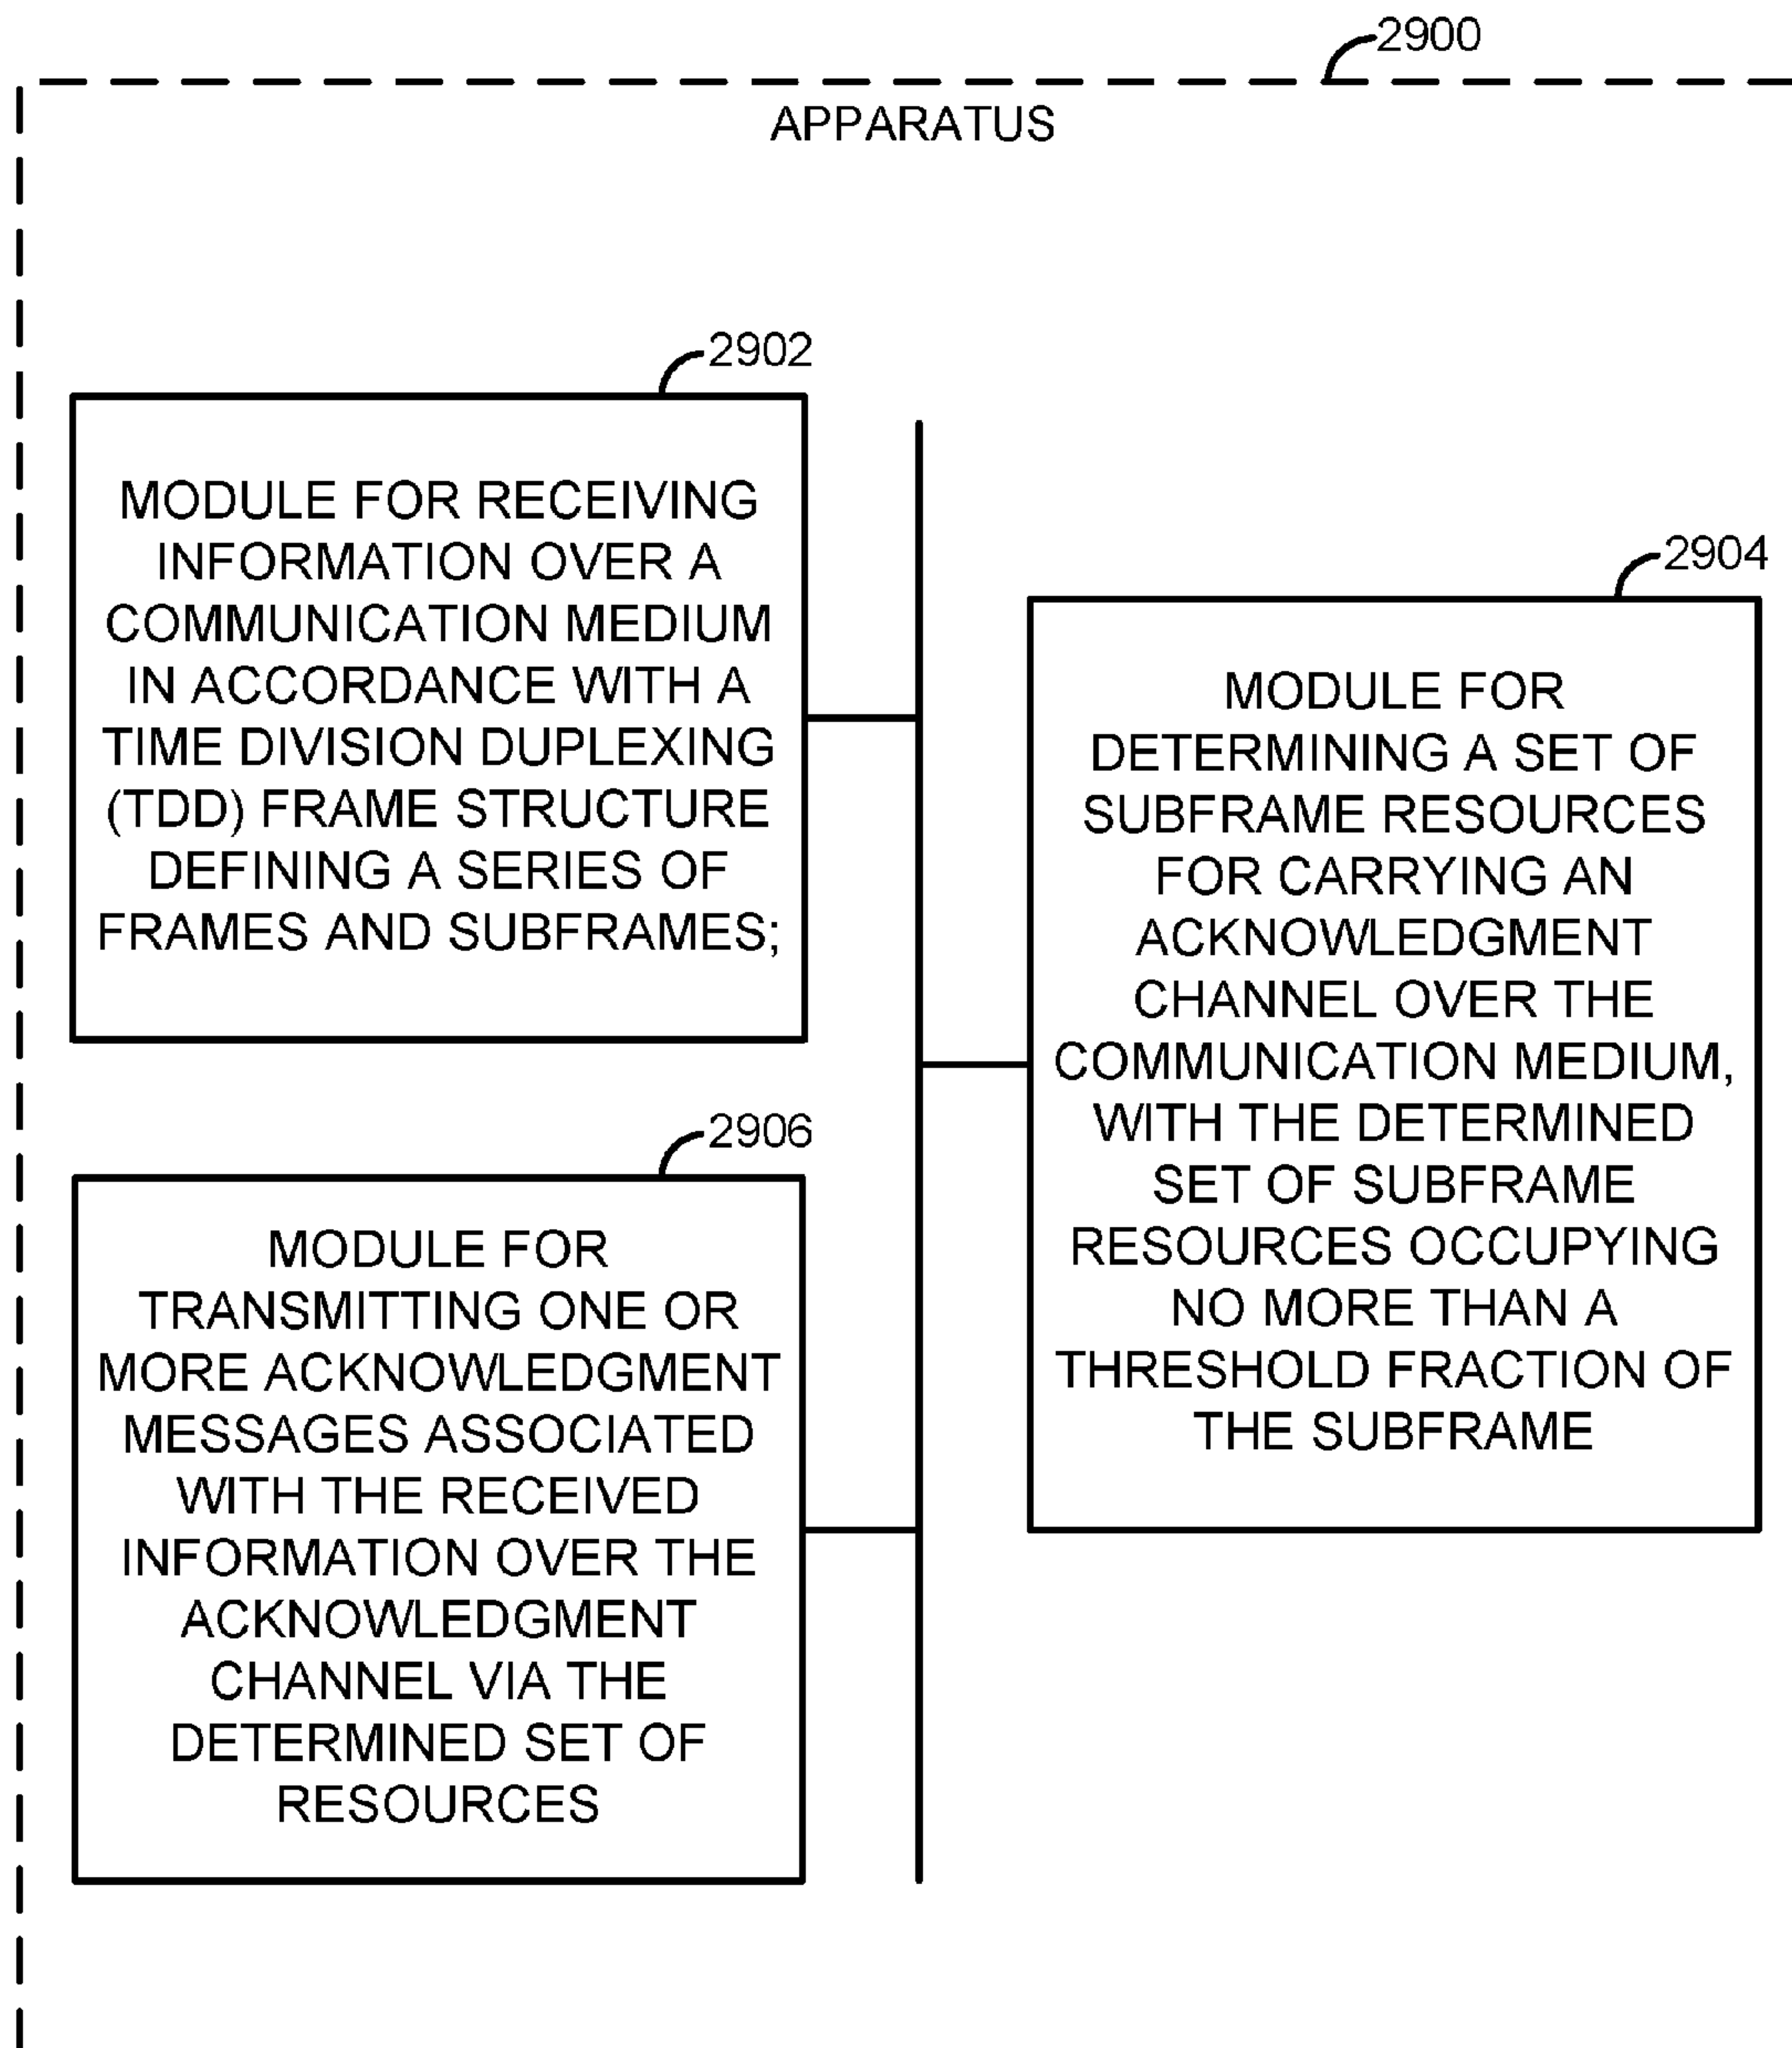 2900
APPARATUS
2902
MODULE FOR RECEIVING
INFORMATION OVER A
COMMUNICATION MEDIUM
IN ACCORDANCE WITH A
TIME DIVISION DUPLEXING
(TDD) FRAME STRUCTURE
DEFINING A SERIES OF
FRAMES AND SUBFRAMES;
2904
MODULE FOR
DETERMINING A SET OF
SUBFRAME RESOURCES
FOR CARRYING AN
ACKNOWLEDGMENT
CHANNEL OVER THE
COMMUNICATION MEDIUM,
WITH THE DETERMINED
SET OF SUBFRAME
RESOURCES OCCUPYING
NO MORE THAN A
THRESHOLD FRACTION OF
THE SUBFRAME
2906
MODULE FOR
TRANSMITTING ONE OR
MORE ACKNOWLEDGMENT
MESSAGES ASSOCIATED
WITH THE RECEIVED
INFORMATION OVER THE
ACKNOWLEDGMENT
CHANNEL VIA THE
DETERMINED SET OF
RESOURCES